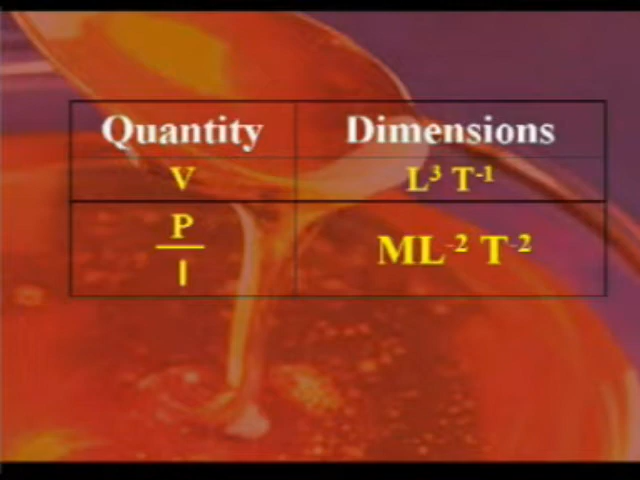 Quantity Dimensions
V L³ T⁻¹
P
l
ML⁻² T⁻²